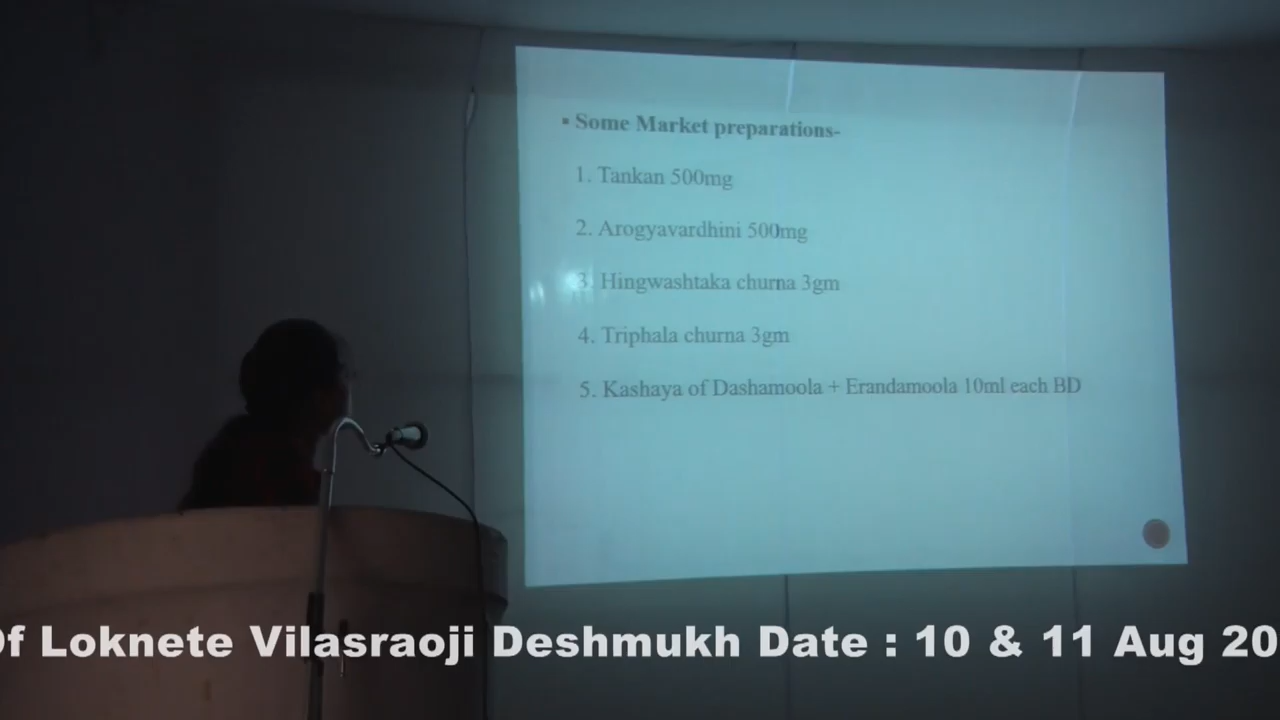 ▪ Some Market preparations-
1. Tankan 500mg
2. Arogyavardhini 500mg
3. Hingwashtaka churna 3gm
4. Triphala churna 3gm
5. Kashaya of Dashamoola + Erandamoola 10ml each BD
Of Loknete Vilasraoji Deshmukh Date : 10 & 11 Aug 20